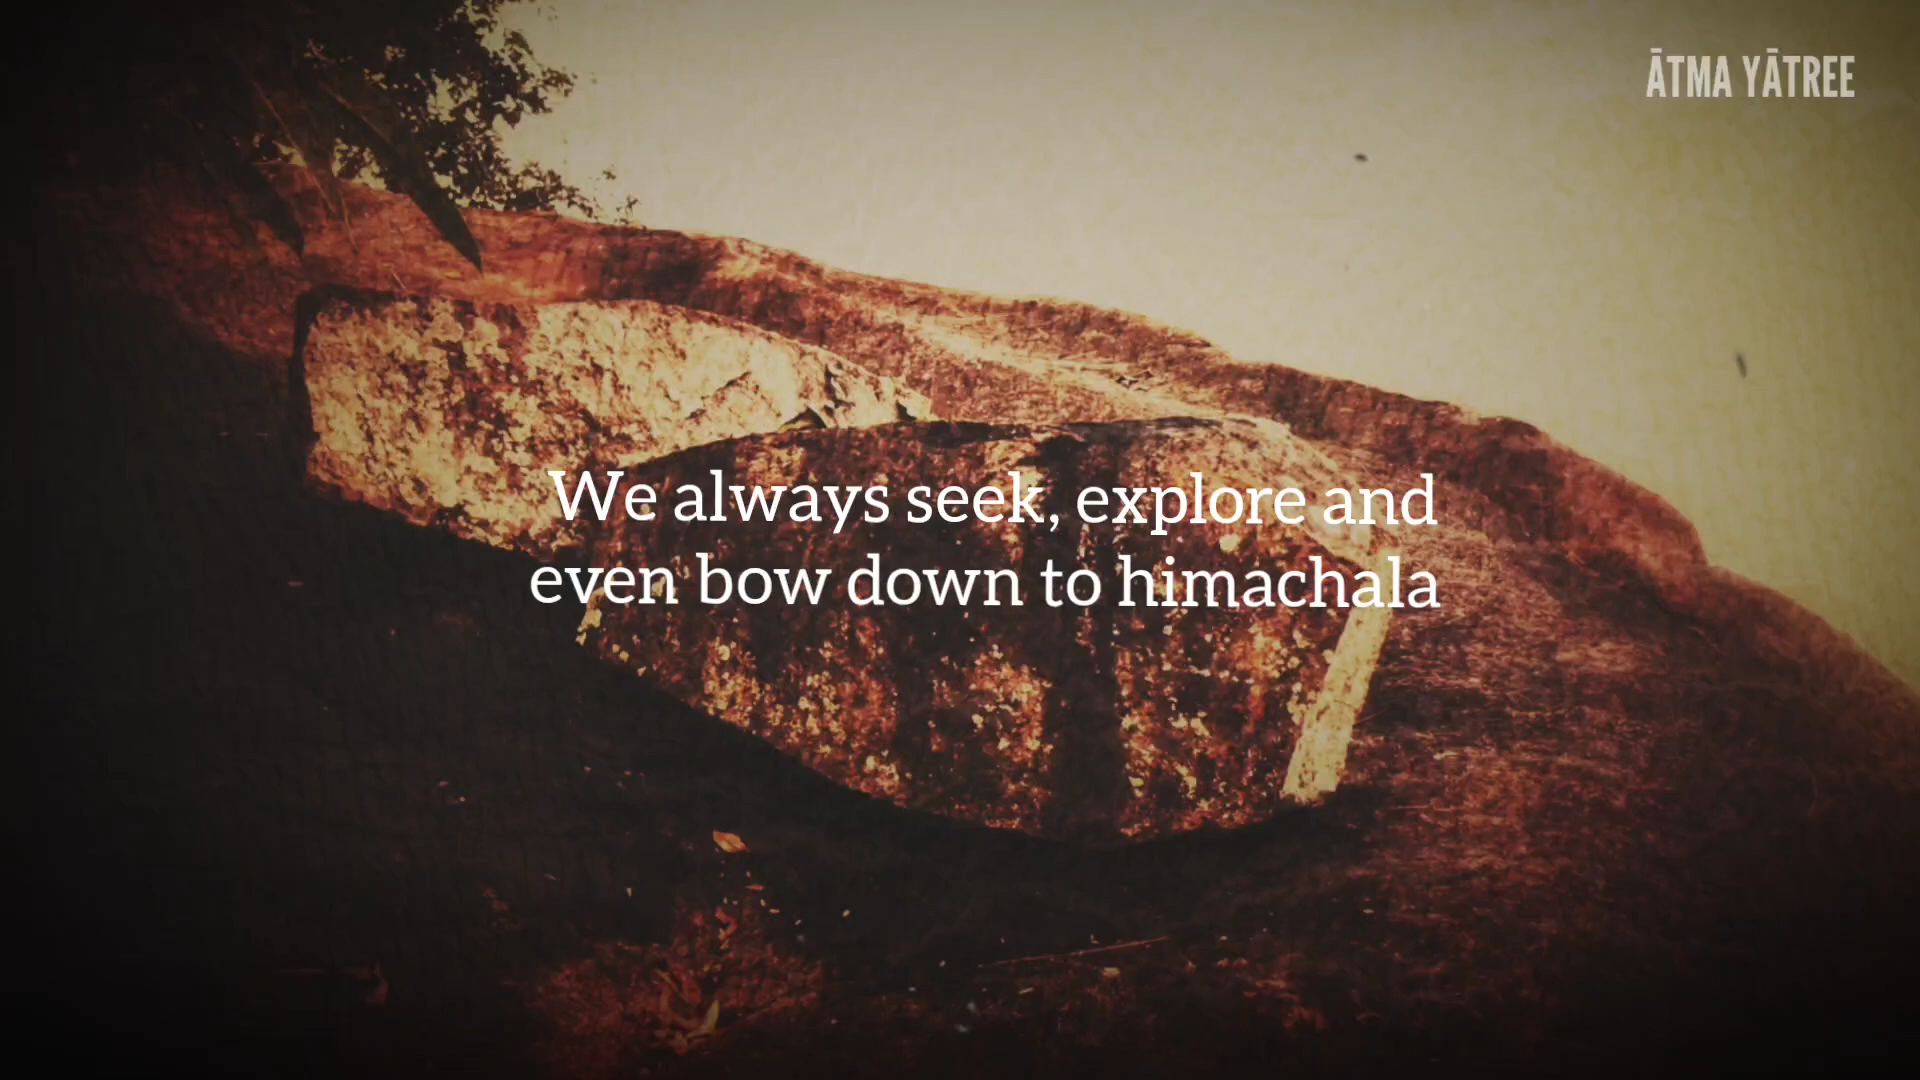 ĀTMA YĀTREE
We always seek, explore and
even bow down to himachala